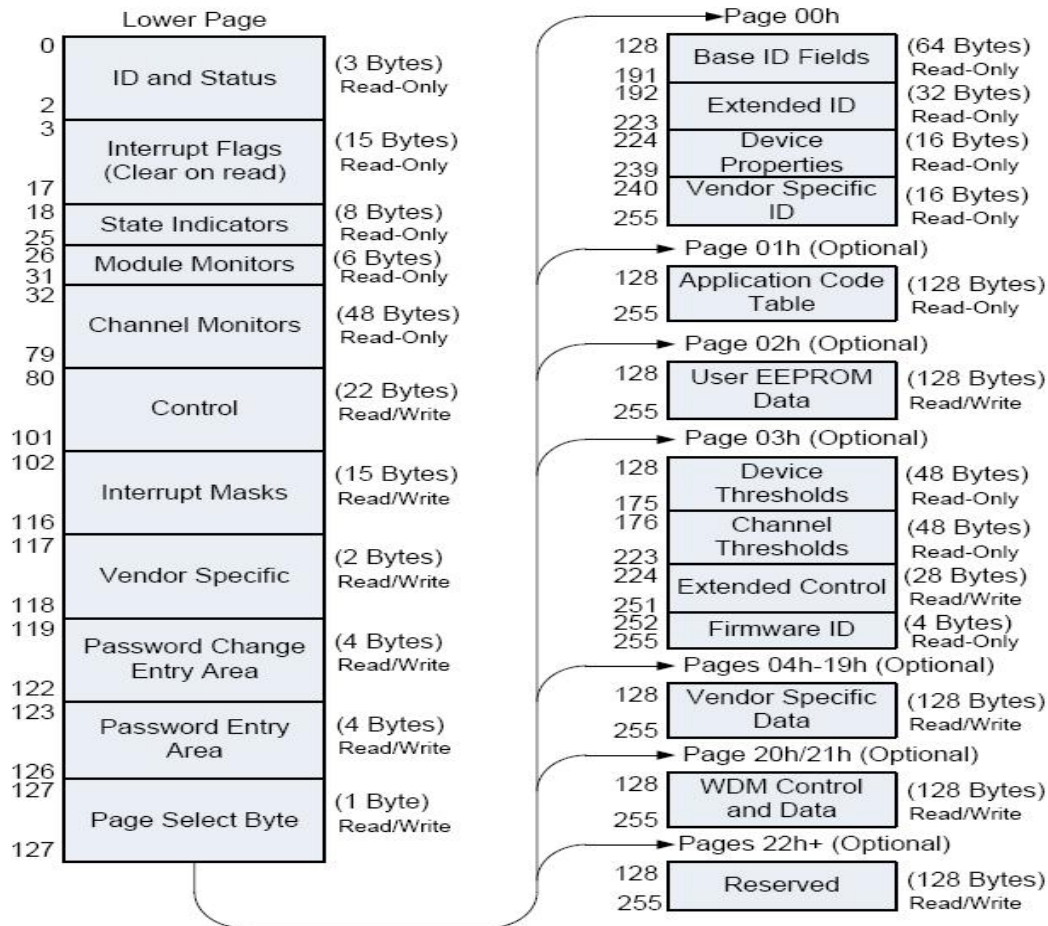 Lower Page
0
ID and Status
(3 Bytes)
Read-Only
2
3
Interrupt Flags
(Clear on read)
(15 Bytes)
Read-Only
17
18
State Indicators
(8 Bytes)
Read-Only
25
26
Module Monitors
(6 Bytes)
Read-Only
31
32
Channel Monitors
(48 Bytes)
Read-Only
79
80
Control
(22 Bytes)
Read/Write
101
102
Interrupt Masks
(15 Bytes)
Read/Write
116
117
Vendor Specific
(2 Bytes)
Read/Write
118
119
Password Change
Entry Area
(4 Bytes)
Read/Write
122
123
Password Entry
Area
(4 Bytes)
Read/Write
126
127
Page Select Byte
(1 Byte)
Read/Write
127
Page 00h
128
Base ID Fields
(64 Bytes)
Read-Only
191
192
Extended ID
(32 Bytes)
Read-Only
223
224
Device
Properties
(16 Bytes)
Read-Only
239
240
Vendor Specific
ID
(16 Bytes)
Read-Only
255
Page 01h (Optional)
128
Application Code
Table
(128 Bytes)
Read-Only
255
Page 02h (Optional)
128
User EEPROM
Data
(128 Bytes)
Read/Write
255
Page 03h (Optional)
128
Device
Thresholds
(48 Bytes)
Read-Only
175
176
Channel
Thresholds
(48 Bytes)
Read-Only
223
224
Extended Control
(28 Bytes)
Read/Write
251
252
Firmware ID
(4 Bytes)
Read-Only
255
Pages 04h-19h (Optional)
128
Vendor Specific
Data
(128 Bytes)
Read/Write
255
Page 20h/21h (Optional)
128
WDM Control
and Data
(128 Bytes)
Read/Write
255
Pages 22h+ (Optional)
128
Reserved
(128 Bytes)
Read/Write
255